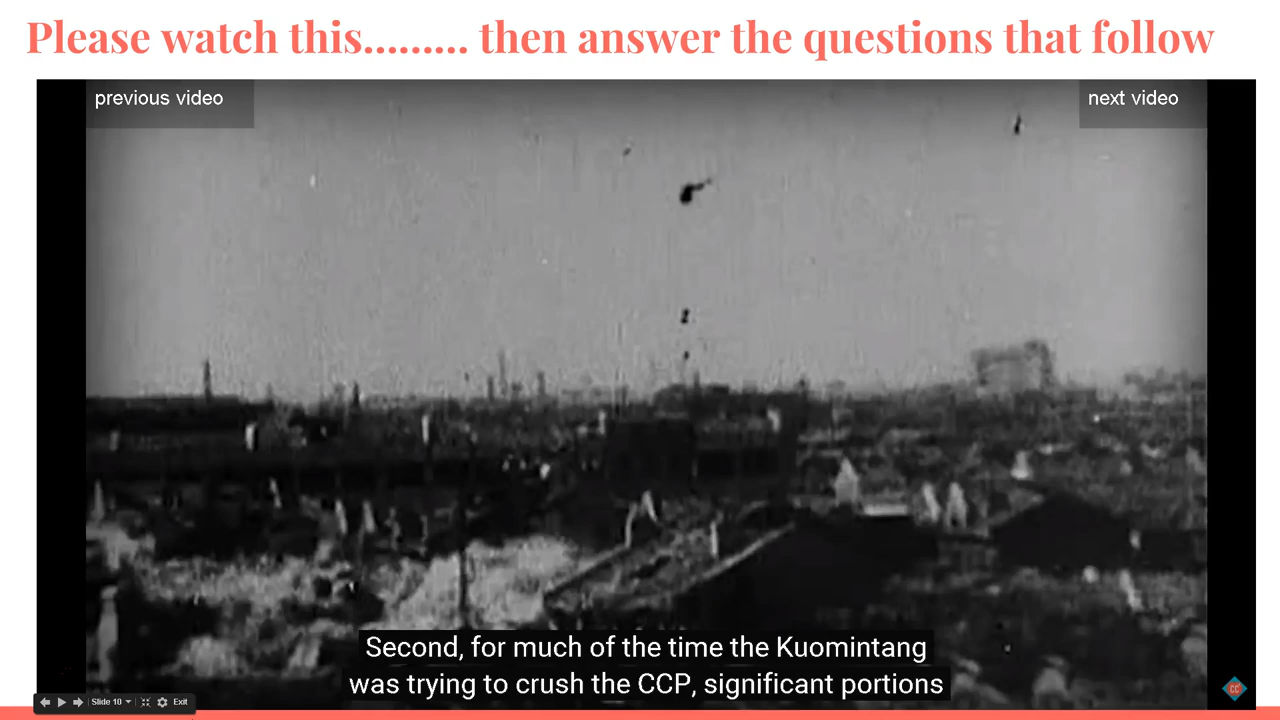 Please watch this......... then answer the questions that follow
previous video
next video
Second, for much of the time the Kuomintang
was trying to crush the CCP, significant portions
CC
Slide 10
Exit